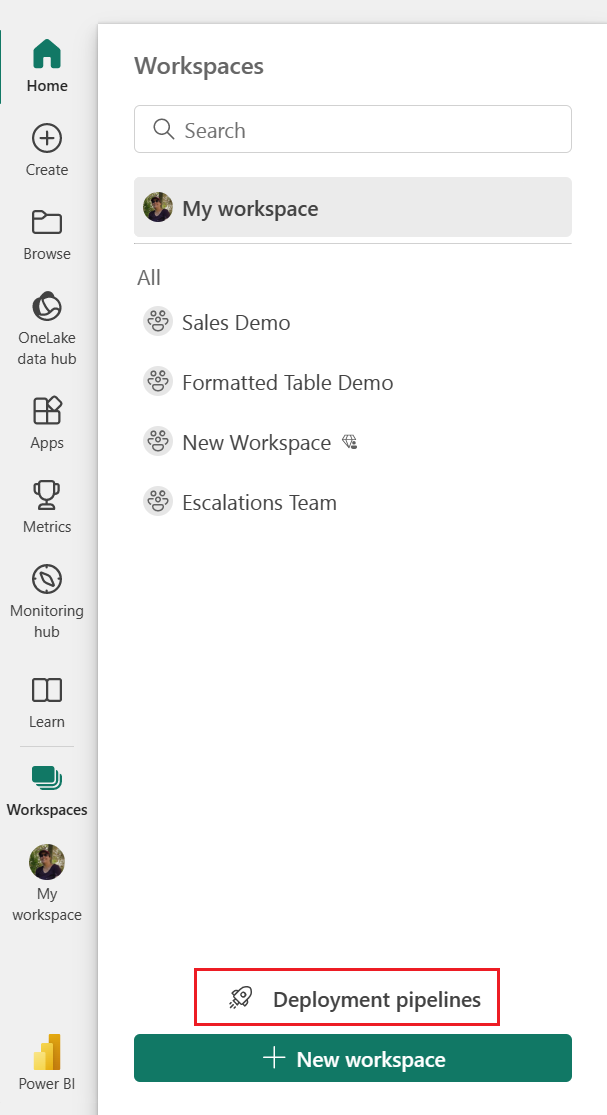 Home
Create
Browse
OneLake
data hub
Apps
Metrics
Monitoring
hub
Learn
Workspaces
My
workspace
Power BI
Workspaces
Search
My workspace
All
Sales Demo
Formatted Table Demo
New Workspace
Escalations Team
Deployment pipelines
New workspace